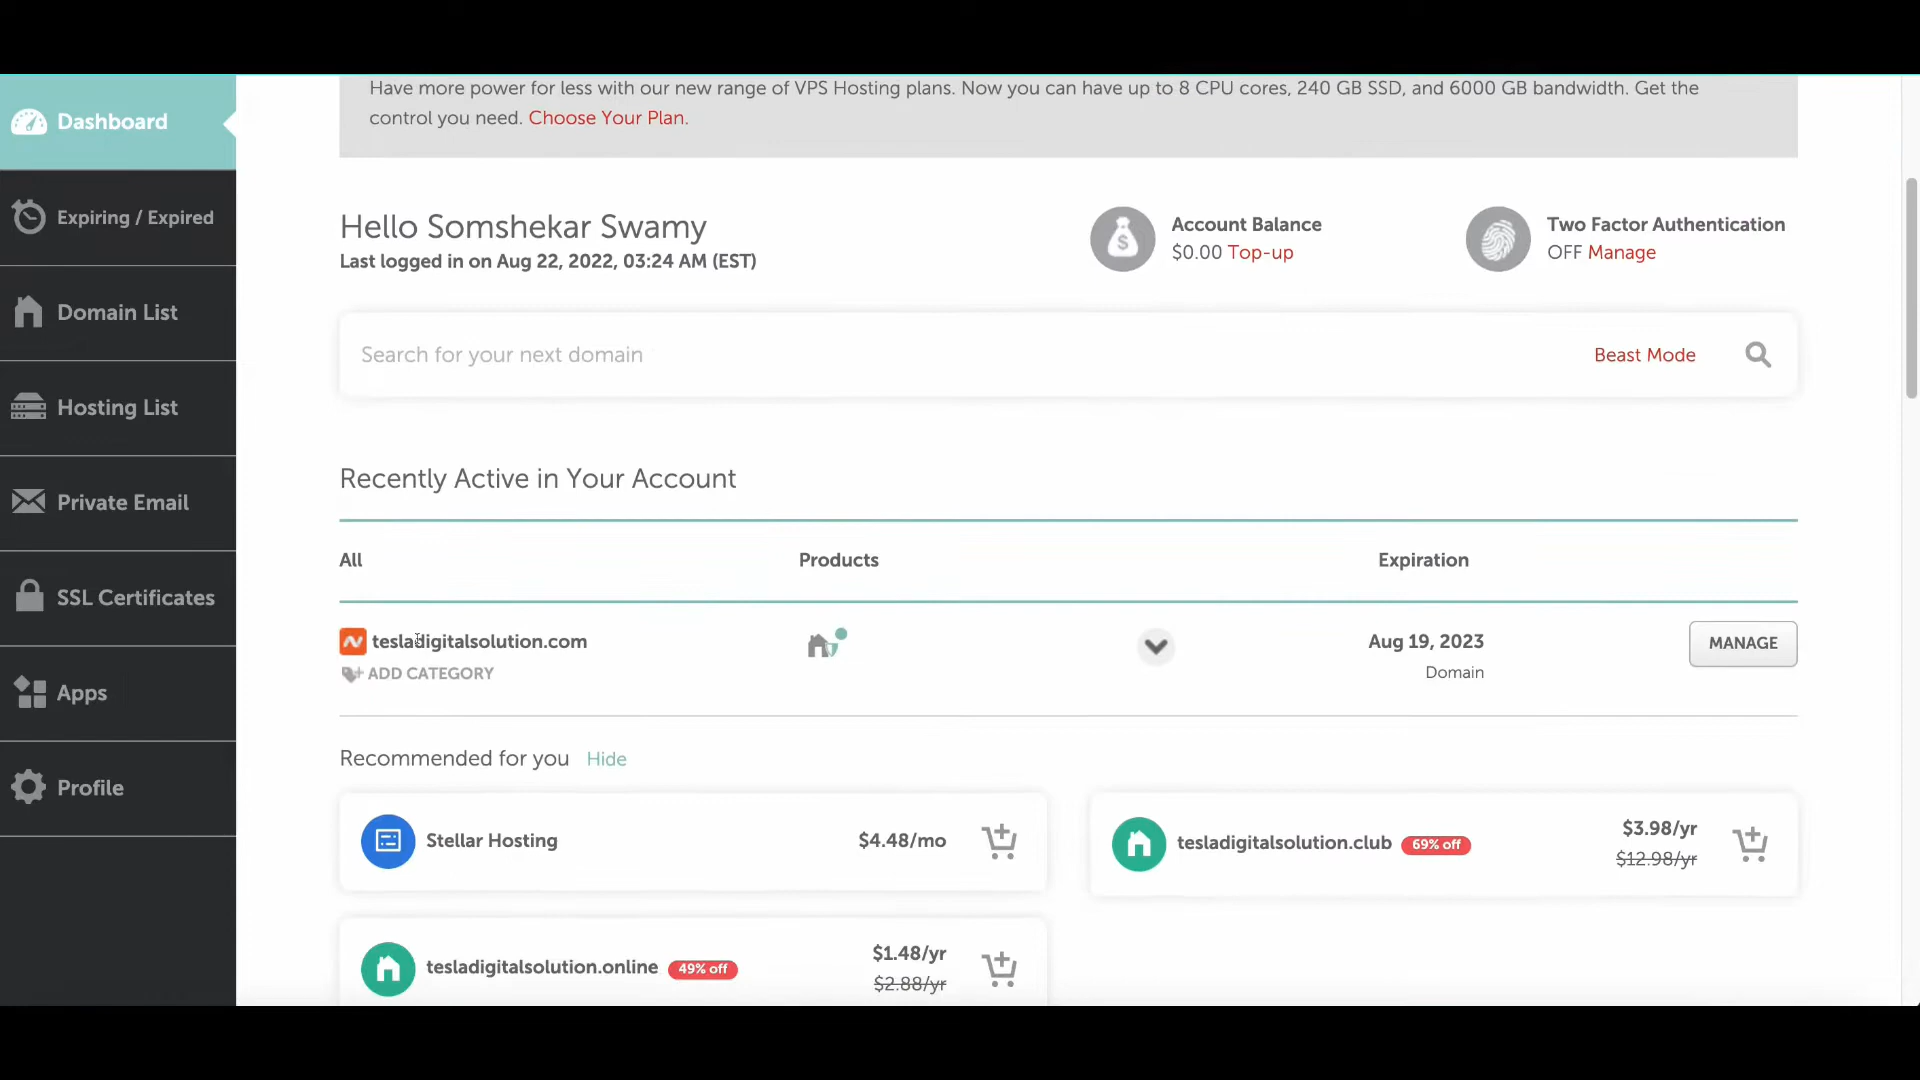 Have more power for less with our new range of VPS Hosting plans. Now you can have up to 8 CPU cores, 240 GB SSD, and 6000 GB bandwidth. Get the
control you need. Choose Your Plan.
Dashboard
Expiring / Expired
Domain List
Hosting List
Private Email
SSL Certificates
Apps
Profile
Hello Somshekar Swamy
Last logged in on Aug 22, 2022, 03:24 AM (EST)
Account Balance
$0.00 Top-up
Two Factor Authentication
OFF Manage
Search for your next domain
Beast Mode
Recently Active in Your Account
All Products Expiration
tesladigitalsolution.com
ADD CATEGORY
Aug 19, 2023
Domain
MANAGE
Recommended for you Hide
Stellar Hosting $4.48/mo
tesladigitalsolution.club 69% off $3.98/yr
$12.98/yr
tesladigitalsolution.online 49% off $1.48/yr
$2.88/yr